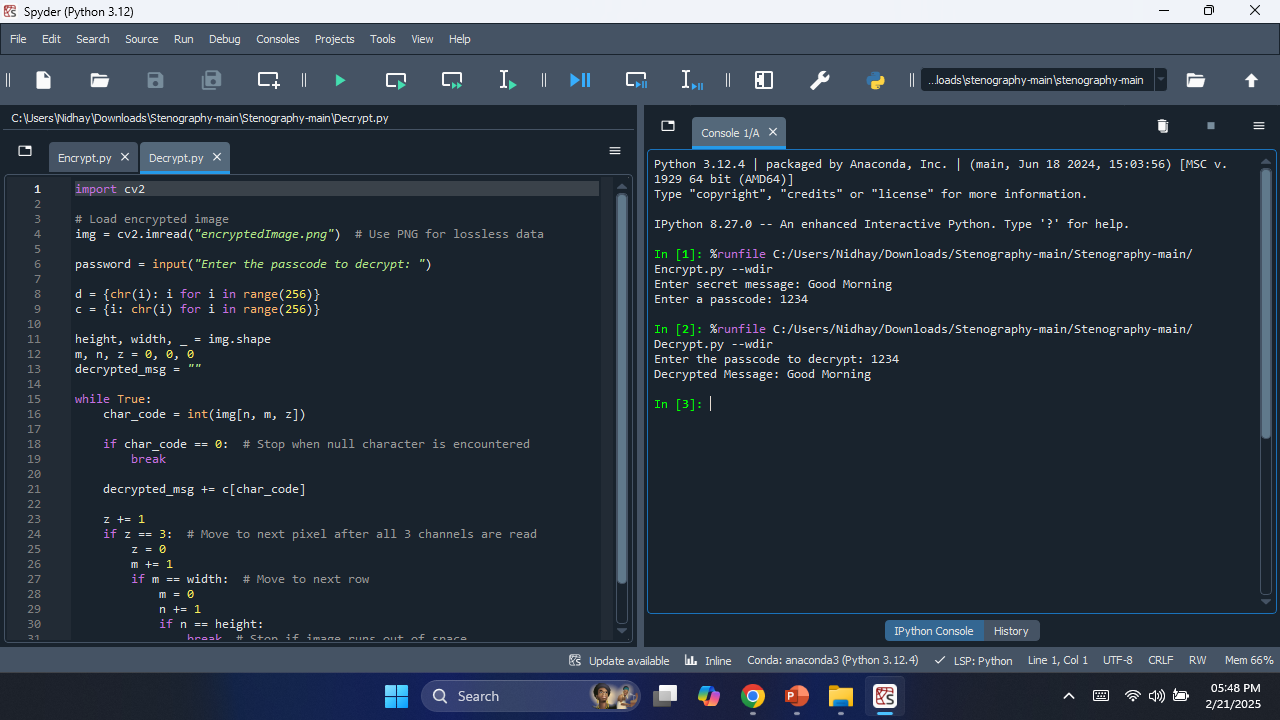 Spyder (Python 3.12)
File Edit Search Source Run Debug Consoles Projects Tools View Help
...loads\stenography-main\stenography-main
C:\Users\Nidhay\Downloads\Stenography-main\Stenography-main\Decrypt.py
Encrypt.py
Decrypt.py
1 import cv2
2
3 # Load encrypted image
4 img = cv2.imread("encryptedImage.png")  # Use PNG for lossless data
5
6 password = input("Enter the passcode to decrypt: ")
7
8 d = {chr(i): i for i in range(256)}
9 c = {i: chr(i) for i in range(256)}
10
11 height, width, _ = img.shape
12 m, n, z = 0, 0, 0
13 decrypted_msg = ""
14
15 while True:
16     char_code = int(img[n, m, z])
17
18     if char_code == 0:  # Stop when null character is encountered
19         break
20
21     decrypted_msg += c[char_code]
22
23     z += 1
24     if z == 3:  # Move to next pixel after all 3 channels are read
25         z = 0
26         m += 1
27         if m == width:  # Move to next row
28             m = 0
29             n += 1
30             if n == height:
31                 break  # Stop if image runs out of space
Console 1/A
Python 3.12.4 | packaged by Anaconda, Inc. | (main, Jun 18 2024, 15:03:56) [MSC v.
1929 64 bit (AMD64)]
Type "copyright", "credits" or "license" for more information.
IPython 8.27.0 -- An enhanced Interactive Python. Type '?' for help.
In [1]: %runfile C:/Users/Nidhay/Downloads/Stenography-main/Stenography-main/
Encrypt.py --wdir
Enter secret message: Good Morning
Enter a passcode: 1234
In [2]: %runfile C:/Users/Nidhay/Downloads/Stenography-main/Stenography-main/
Decrypt.py --wdir
Enter the passcode to decrypt: 1234
Decrypted Message: Good Morning
In [3]:
IPython Console History
Update available Inline Conda: anaconda3 (Python 3.12.4) LSP: Python Line 1, Col 1 UTF-8 CRLF RW Mem 66%
Search
05:48 PM
2/21/2025